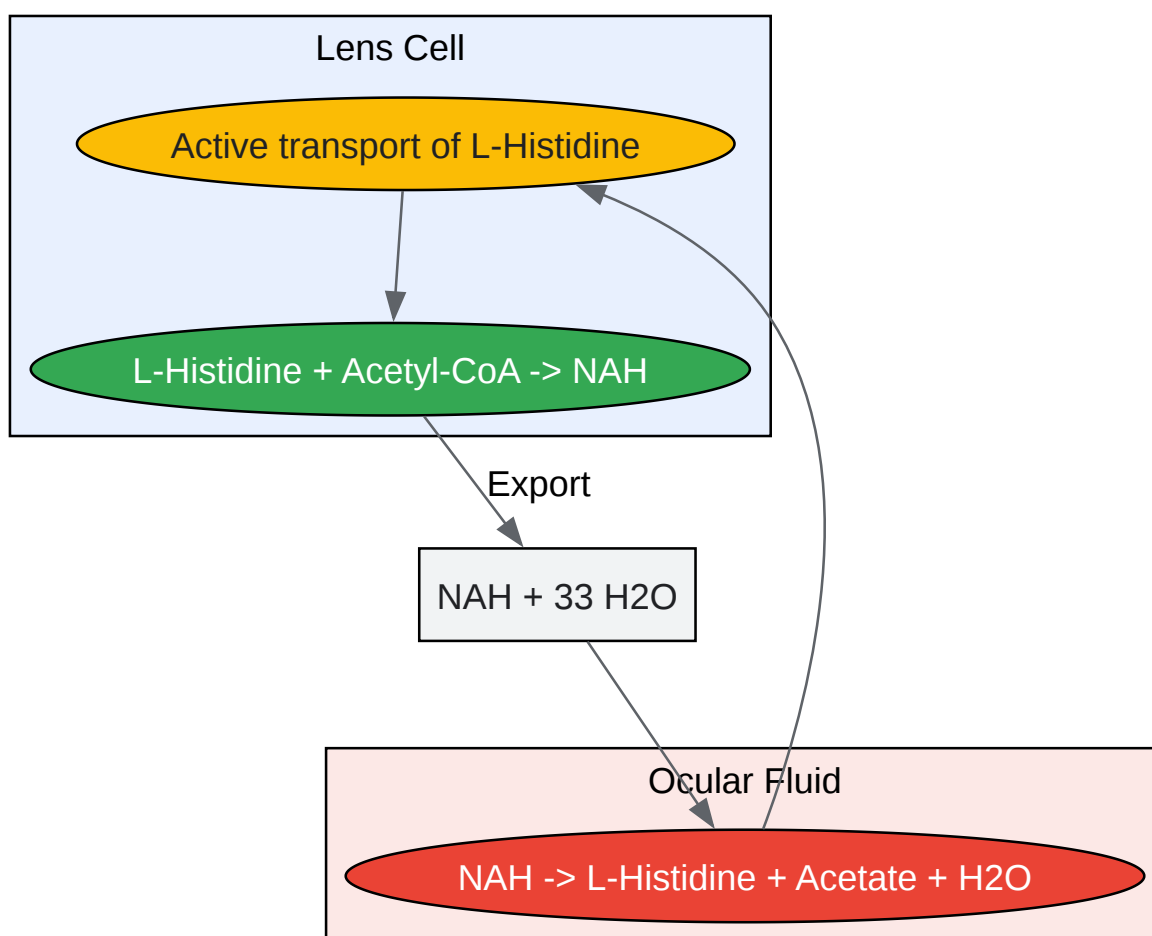 Lens Cell
Active transport of L-Histidine
L-Histidine + Acetyl-CoA -> NAH
Export
NAH + 33 H2O
Ocular Fluid
NAH -> L-Histidine + Acetate + H2O